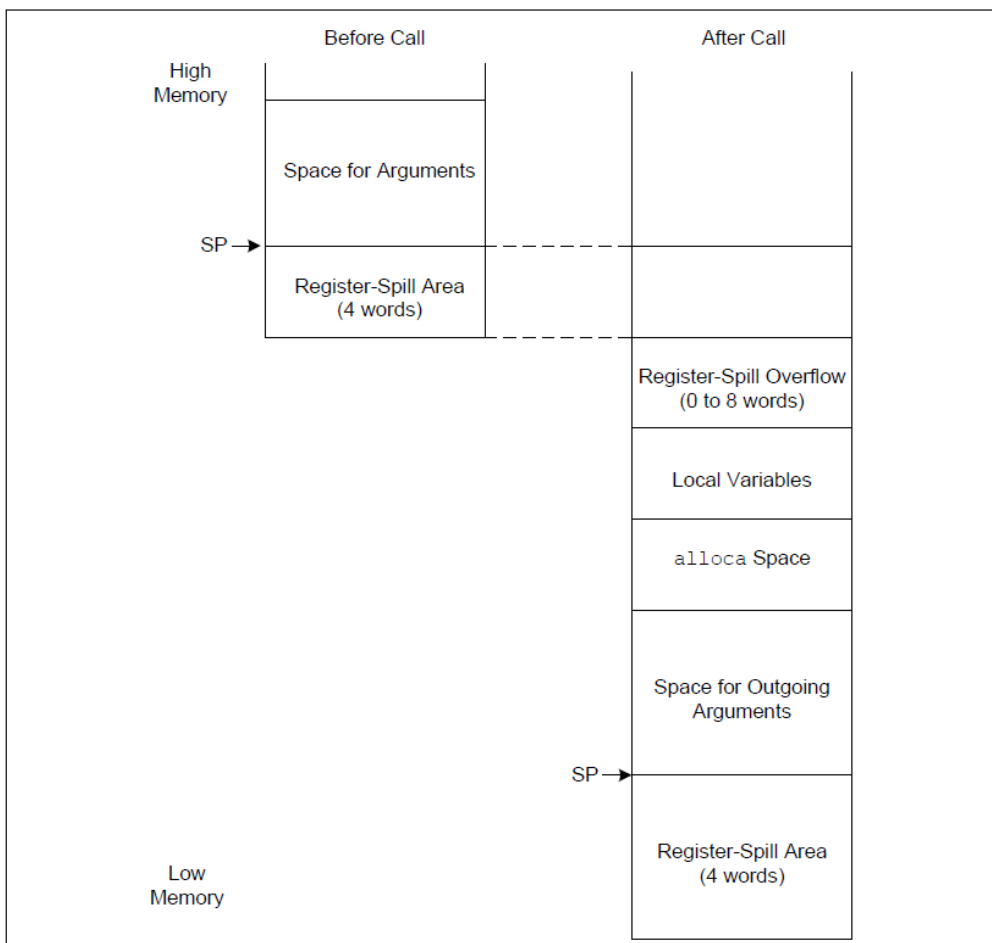 Before Call
After Call
High
Memory
Space for Arguments
SP
Register-Spill Area
(4 words)
Register-Spill Overflow
(0 to 8 words)
Local Variables
alloca Space
Space for Outgoing
Arguments
SP
Register-Spill Area
(4 words)
Low
Memory